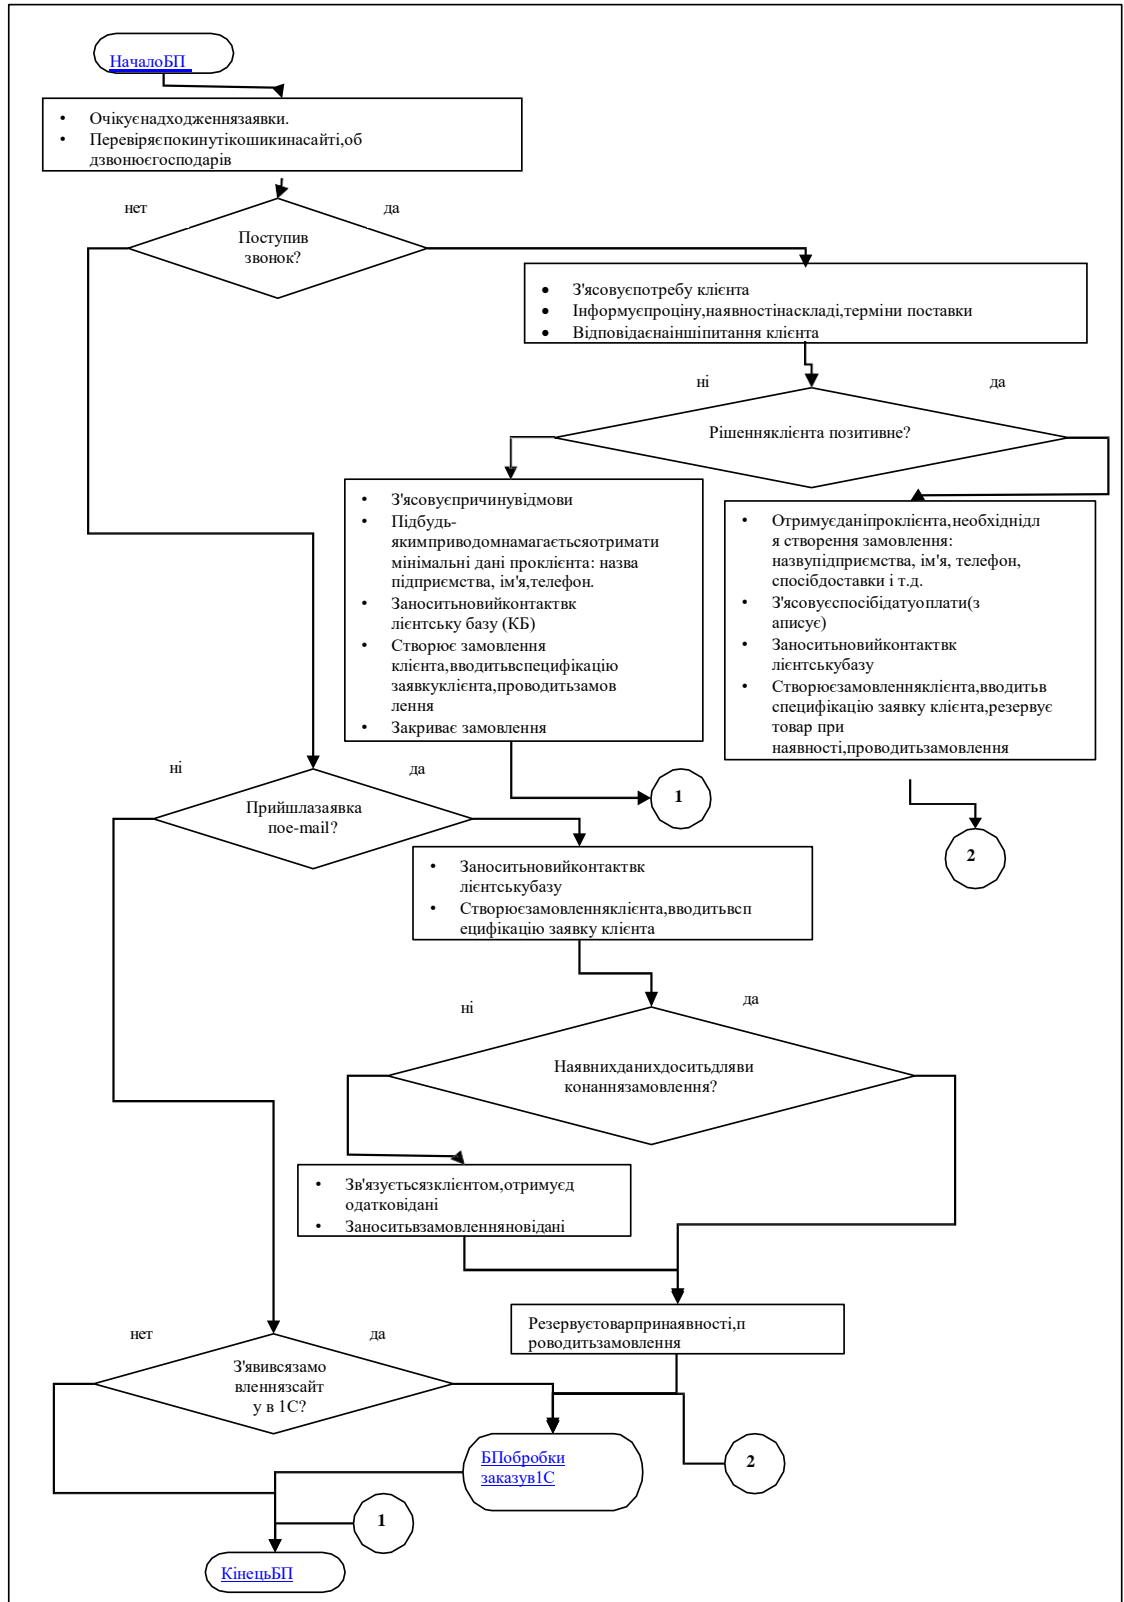 НачалоБП
• Очікуєнадходженнязаявки.
• Перевіряєпокинутікошикинасайті,об
дзвонюєгосподарів
нет
да
Поступив
звонок?
• З'ясовуєпотребу клієнта
• Інформуєпроціну,наявностінаскладі,терміни поставки
• Відповідаєнаіншіпитання клієнта
ні
да
Рішенняклієнта позитивне?
• З'ясовуєпричинувідмови
• Підбудь-
якимприводомнамагаєтьсяотримати
мінімальні дані проклієнта: назва
підприємства, ім'я,телефон.
• Заноситьновийконтактвк
лієнтську базу (КБ)
• Створює замовлення
клієнта,вводитьвспецифікацію
заявкуклієнта,проводитьзамов
лення
• Закриває замовлення
• Отримуєданіпроклієнта,необхіднідл
я створення замовлення:
назвупідприємства, ім'я, телефон,
спосібдоставки і т.д.
• З'ясовуєспосібідатуоплати(з
аписує)
• Заноситьновийконтактвк
лієнтськубазу
• Створюєзамовленняклієнта,вводитьв
специфікацію заявку клієнта,резервує
товар при
наявності,проводитьзамовлення
1
2
ні
да
Прийшлазаявка
поe-mail?
• Заноситьновийконтактвк
лієнтськубазу
• Створюєзамовленняклієнта,вводитьвсп
ецифікацію заявку клієнта
ні
да
Наявнихданихдоситьдляви
конаннязамовлення?
• Зв'язуєтьсязклієнтом,отримуєд
одатковідані
• Заноситьвзамовленняновідані
Резервуєтоварпринаявності,п
роводитьзамовлення
нет
да
З'явивсязамо
вленнязсайт
у в 1С?
БПобробки
заказув1С
2
1
КінецьБП